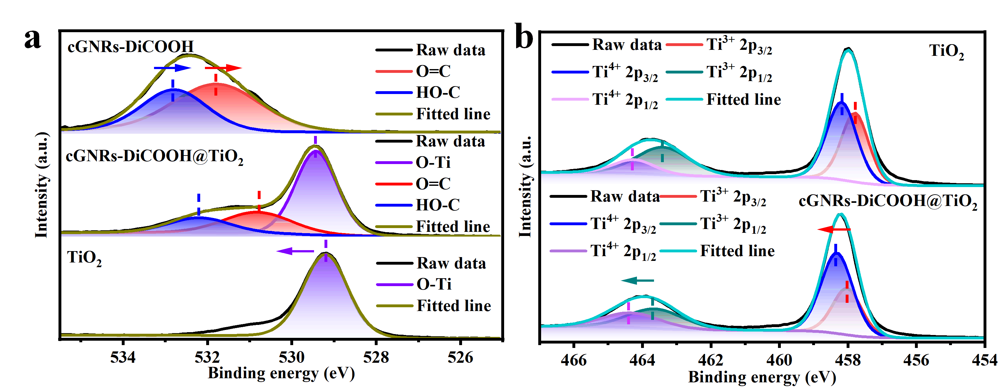 a
cGNRs-DiCOOH
Raw data
O=C
HO-C
Fitted line
cGNRs-DiCOOH@TiO₂
Raw data
O-Ti
O=C
HO-C
Fitted line
TiO₂
Raw data
O-Ti
Fitted line
Intensity (a.u.)
534 532 530 528 526
Binding energy (eV)
b
Raw data Ti³⁺ 2p₃/₂
Ti⁴⁺ 2p₃/₂ Ti³⁺ 2p₁/₂
Ti⁴⁺ 2p₁/₂ Fitted line
TiO₂
Raw data Ti³⁺ 2p₃/₂
Ti⁴⁺ 2p₃/₂ Ti³⁺ 2p₁/₂
Ti⁴⁺ 2p₁/₂ Fitted line
cGNRs-DiCOOH@TiO₂
Intensity (a.u.)
466 464 462 460 458 456 454
Binding energy (eV)